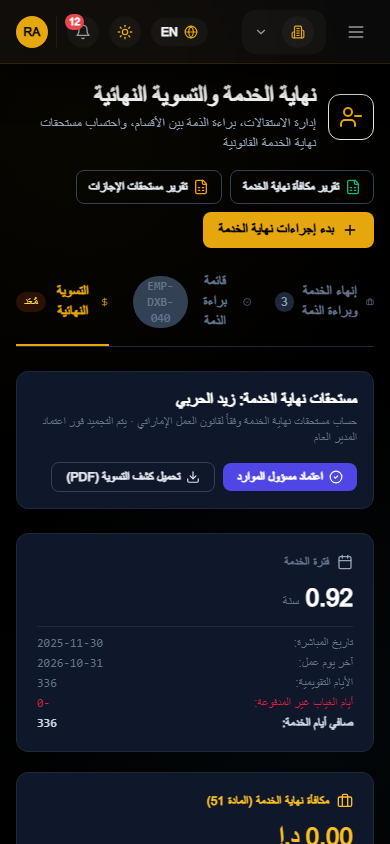 RA
12
EN
نهاية الخدمة والتسوية النهائية
إدارة الاستقالات، براءة الذمة بين الأقسام، واحتساب مستحقات
نهاية الخدمة القانونية
تقرير مكافأة نهاية الخدمة
تقرير مستحقات الإجازات
بدء إجراءات نهاية الخدمة
إنهاء الخدمة
وبراءة الذمة
3
قائمة
براءة
الذمة
EMP-
DXB-
040
$
التسوية
النهائية
مُعَد
مستحقات نهاية الخدمة: زيد الحربي
حساب مستحقات نهاية الخدمة وفقاً لقانون العمل الإماراتي - يتم التجميد فور اعتماد
المدير العام
اعتماد مسؤول الموارد
تحميل كشف التسوية (PDF)
فترة الخدمة
0.92 سنة
تاريخ المباشرة: 2025-11-30
آخر يوم عمل: 2026-10-31
الأيام التقويمية: 336
أيام الغياب غير المدفوعة: 0-
صافي أيام الخدمة: 336
مكافأة نهاية الخدمة (المادة 51)
0.00 د.إ